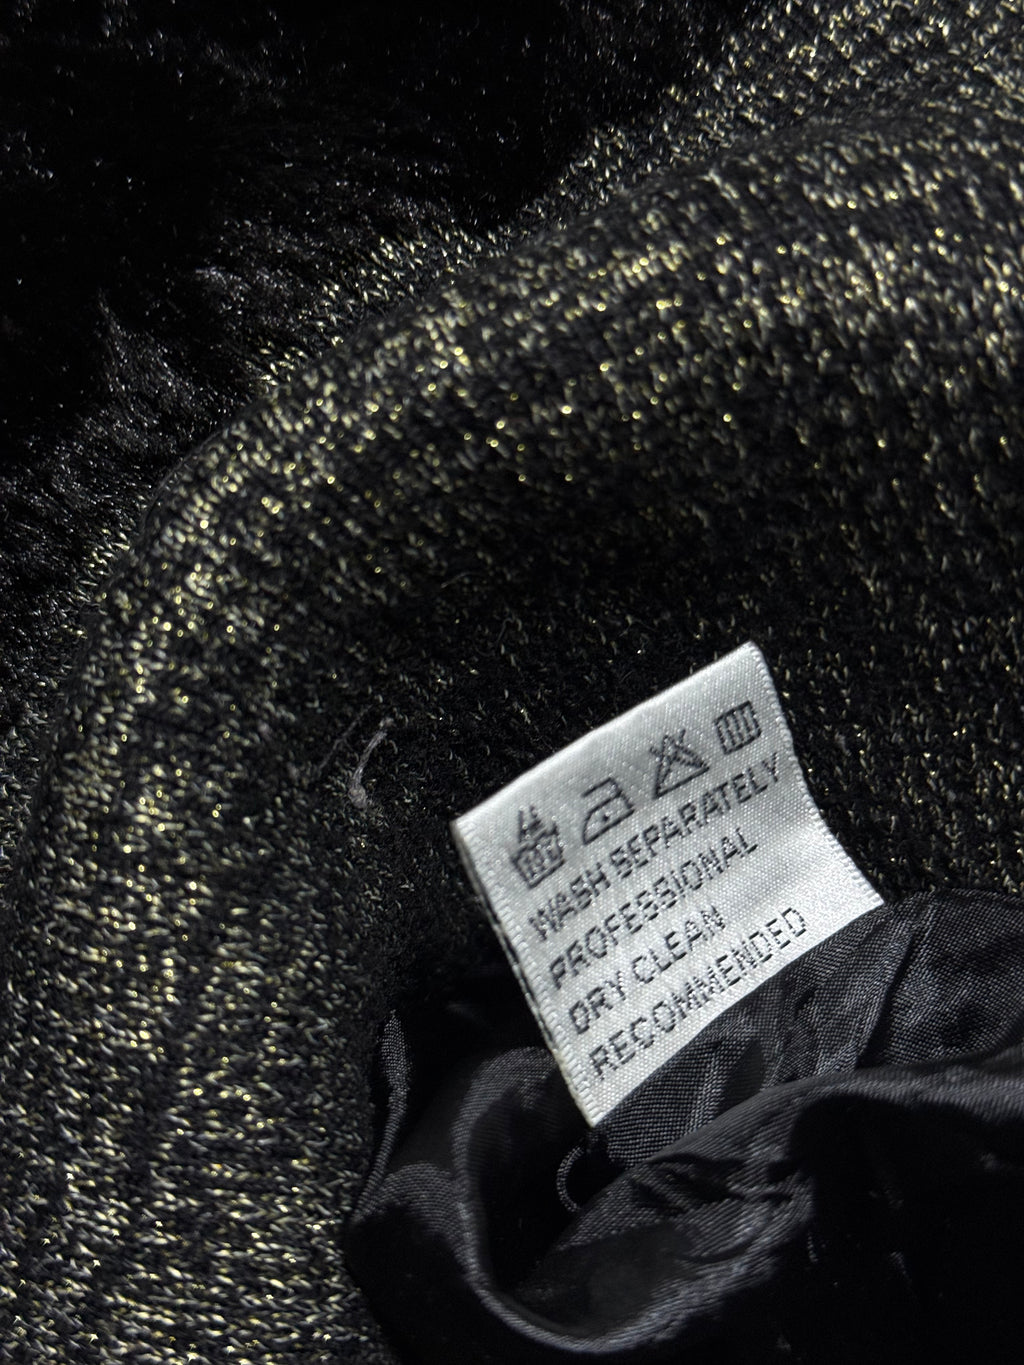 WASH SEPARATELY
PROFESSIONAL
DRY CLEAN
RECOMMENDED